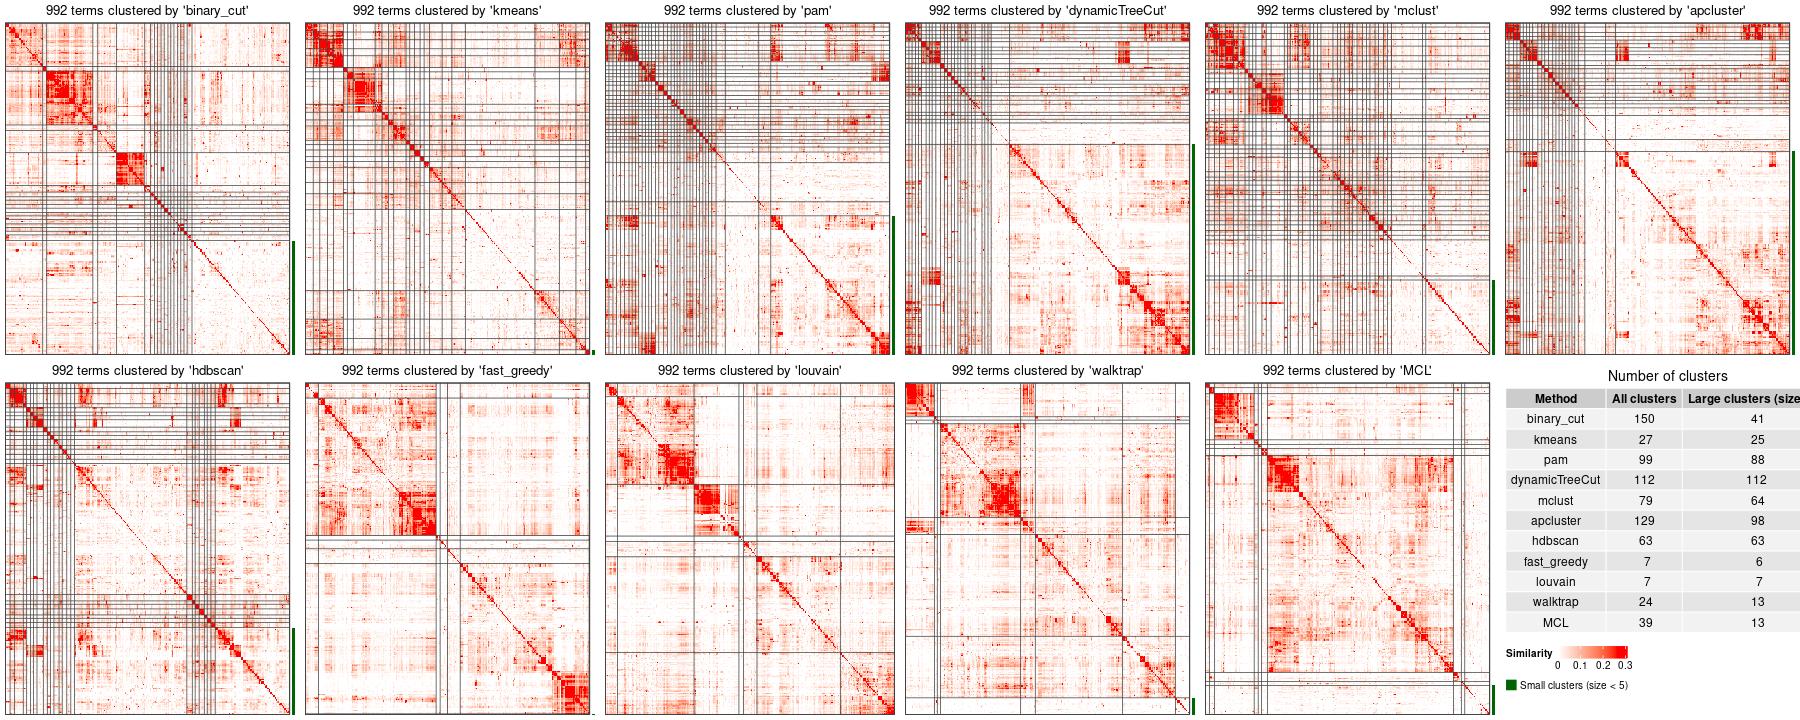 992 terms clustered by 'binary_cut'
992 terms clustered by 'kmeans'
992 terms clustered by 'pam'
992 terms clustered by 'dynamicTreeCut'
992 terms clustered by 'mclust'
992 terms clustered by 'apcluster'
992 terms clustered by 'hdbscan'
992 terms clustered by 'fast_greedy'
992 terms clustered by 'louvain'
992 terms clustered by 'walktrap'
992 terms clustered by 'MCL'
Number of clusters
Method All clusters Large clusters (size
binary_cut 150 41
kmeans 27 25
pam 99 88
dynamicTreeCut 112 112
mclust 79 64
apcluster 129 98
hdbscan 63 63
fast_greedy 7 6
louvain 7 7
walktrap 24 13
MCL 39 13
Similarity
0 0.1 0.2 0.3
Small clusters (size < 5)